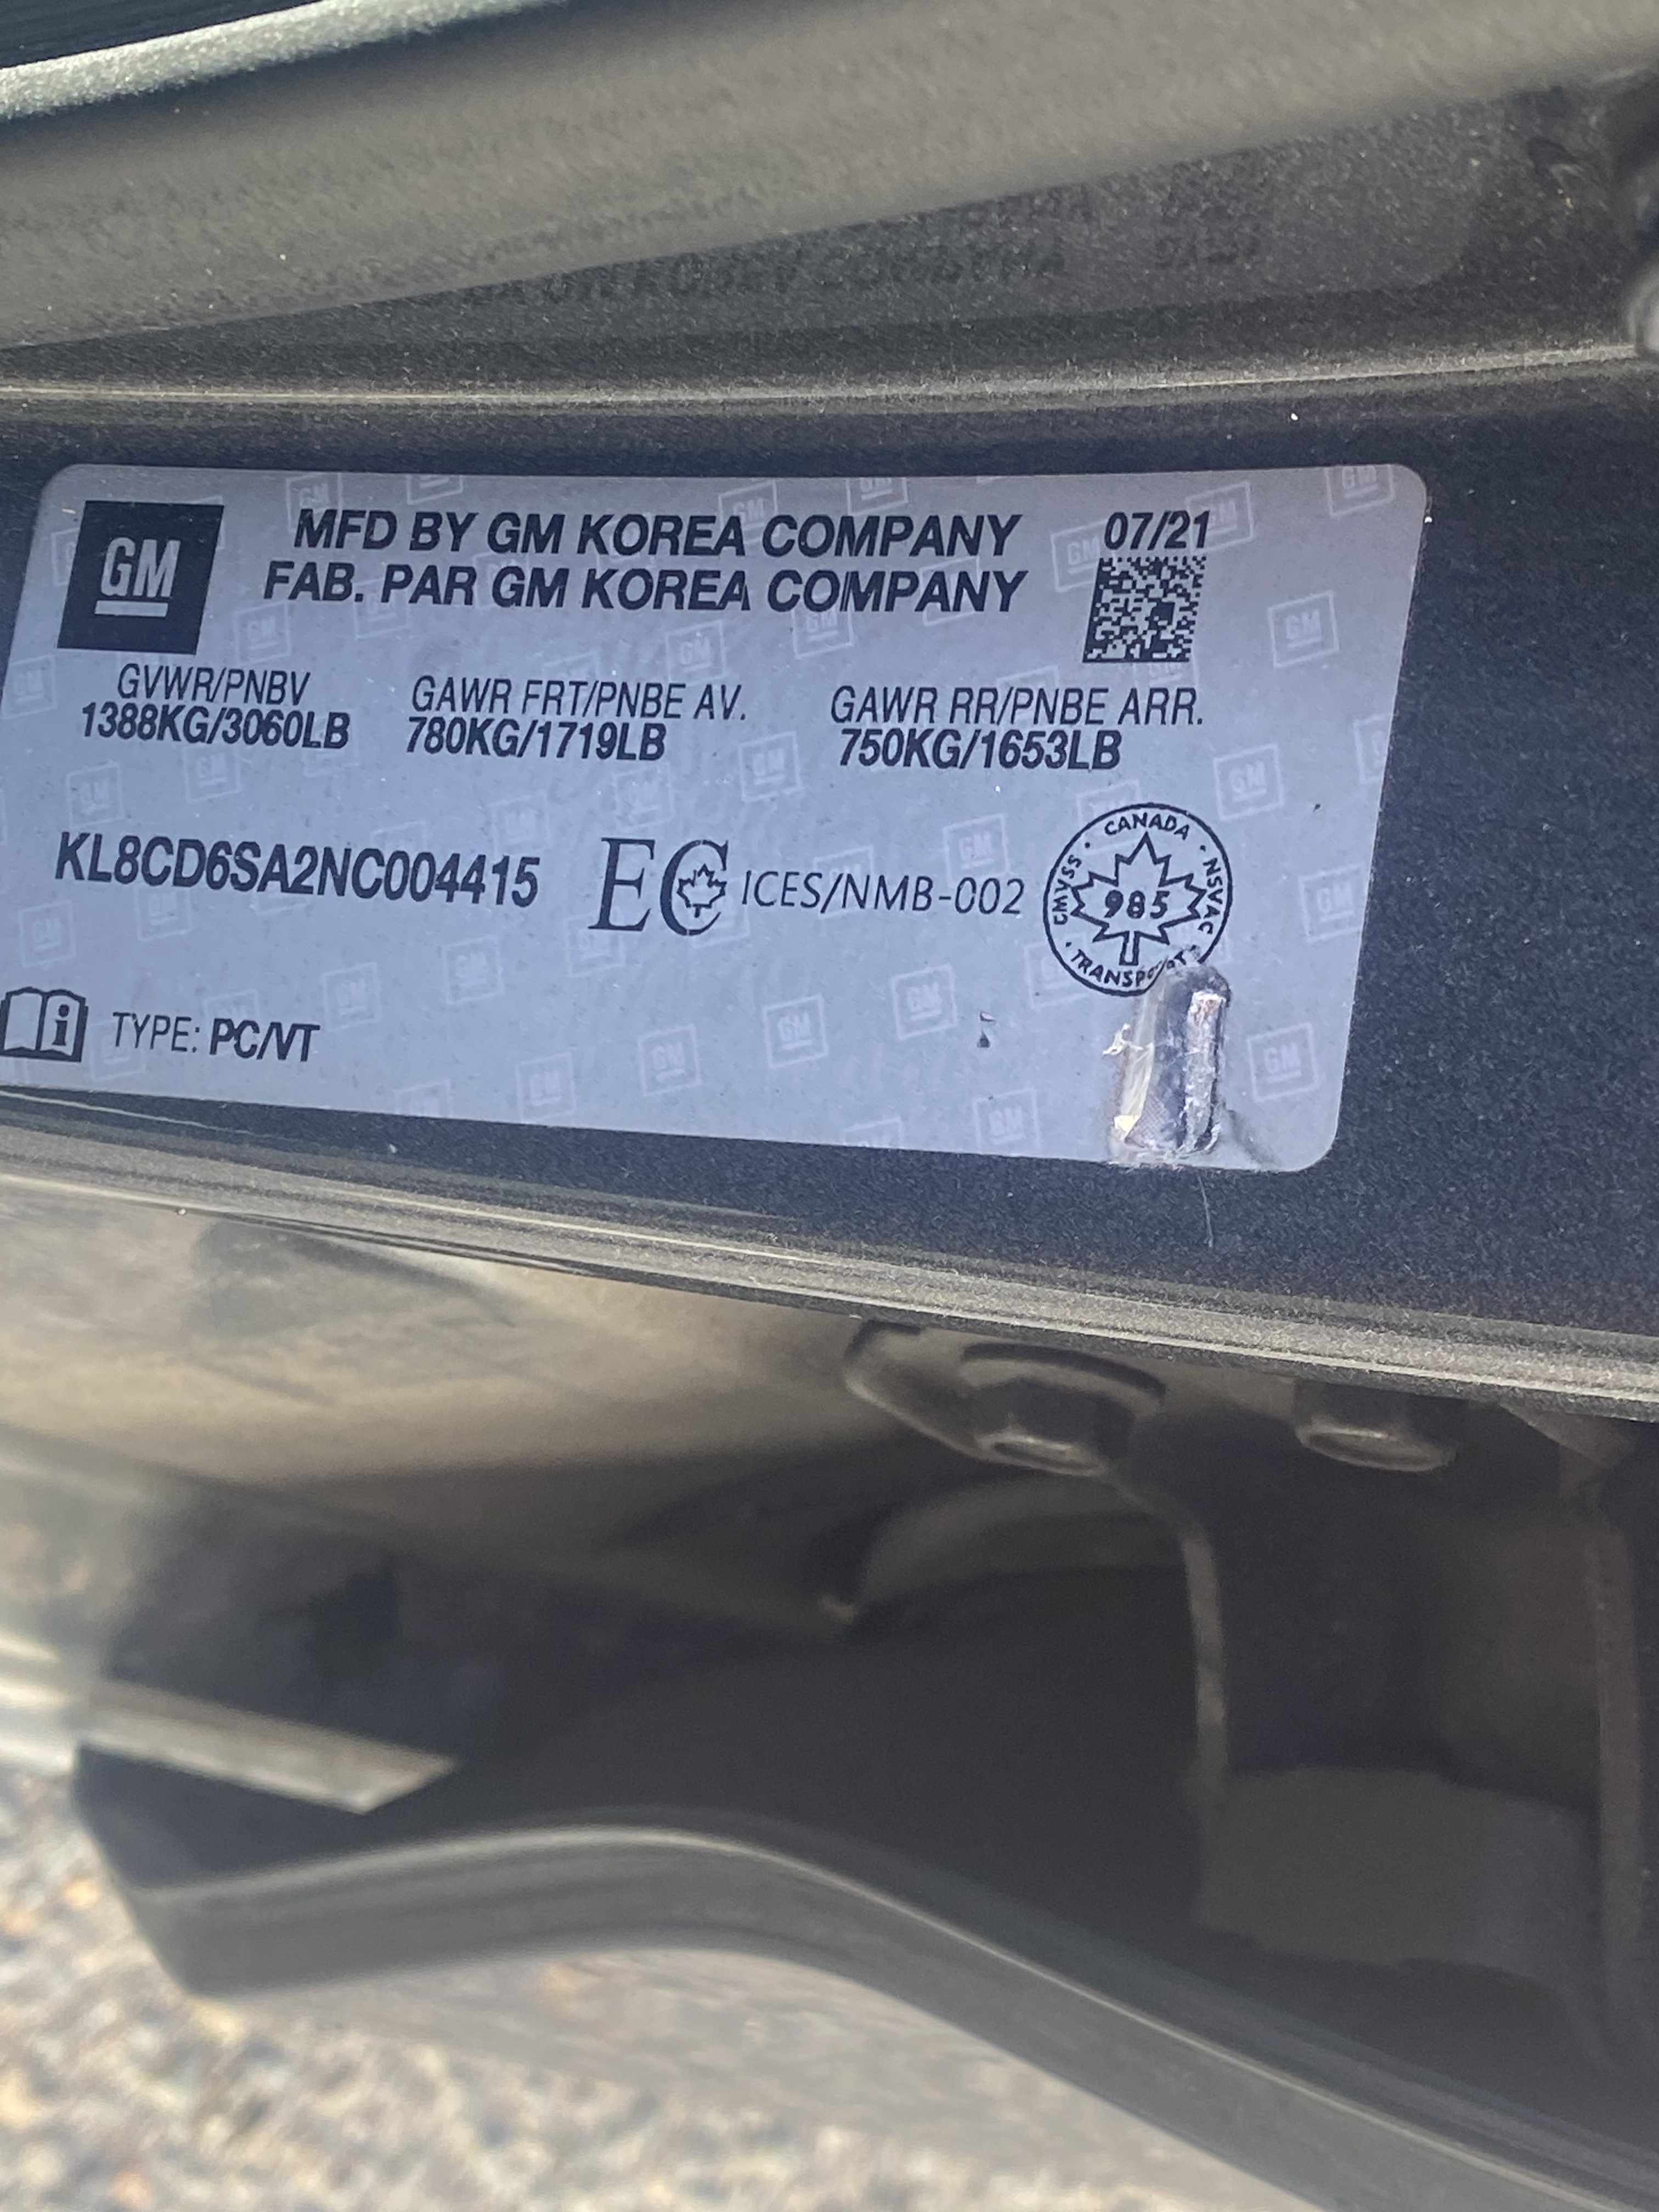 GM
MFD BY GM KOREA COMPANY
07/21
FAB. PAR GM KOREA COMPANY
GVWR/PNBV
1388KG/3060LB
GAWR FRT/PNBE AV.
780KG/1719LB
GAWR RR/PNBE ARR.
750KG/1653LB
KL8CD6SA2NC004415
EC
ICES/NMB-002
CANADA
CMVSS
NSVAC
985
i
TYPE: PC/VT